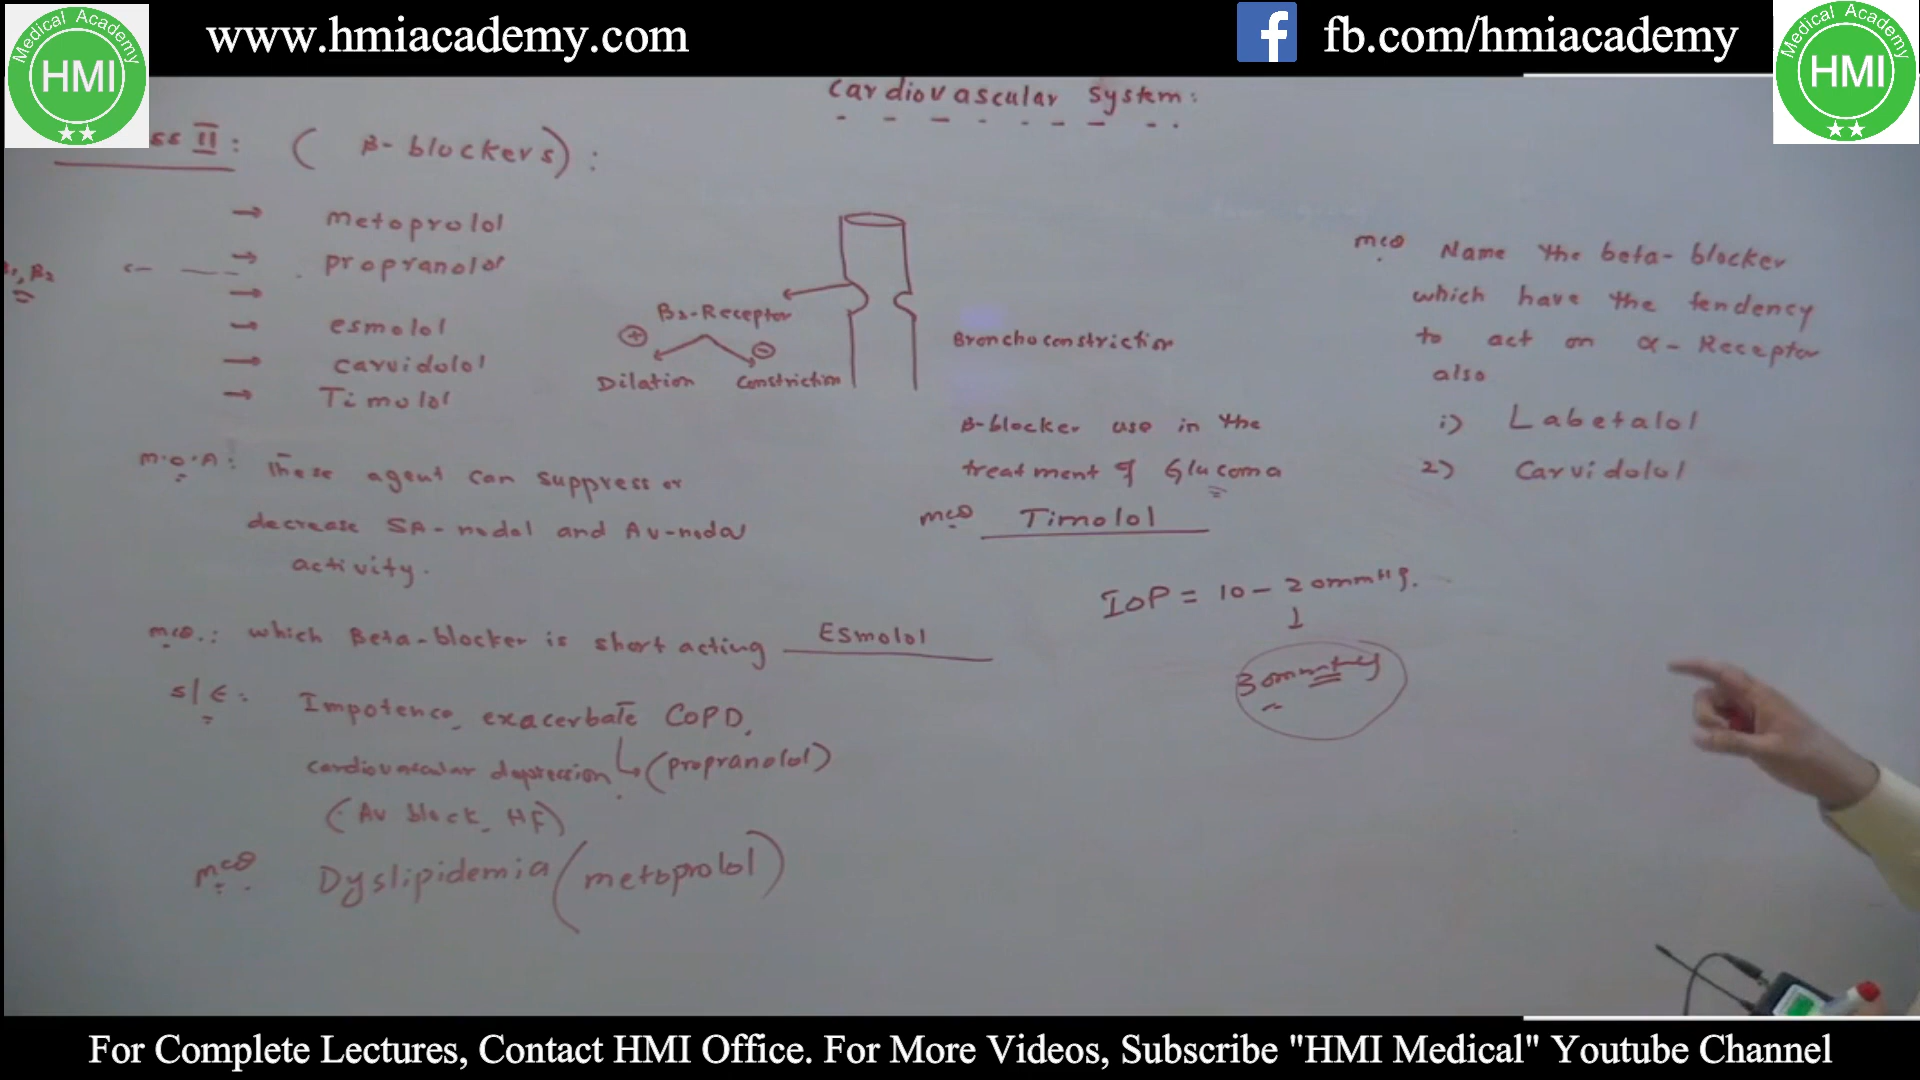 www.hmiacademy.com
fb.com/hmiacademy
Medical Academy
HMI
Medical Academy
HMI
Cardiovascular System:
ss II: ( β-blockers):
→ metoprolol
→ propranolol
β1, β2
→
→ esmolol
→ carvidolol
→ Timolol
M.O.A: These agent can suppress or
decrease SA-nodal and AV-nodal
activity.
MCQ.: which Beta-blocker is short acting Esmolol
S/E: Impotence, exacerbate COPD,
cardiovascular depression (propranolol)
(AV block, HF)
MCQ Dyslipidemia (metoprolol)
β2-Receptor
+ -
Dilation Constriction
Bronchoconstriction
β-blocker use in the
treatment of Glucoma
MCQ Timolol
IOP = 10-20mmHg.
30mmHg
MCQ Name the beta-blocker
which have the tendency
to act on α-Receptor
also
i) Labetalol
2) Carvidolol
For Complete Lectures, Contact HMI Office. For More Videos, Subscribe "HMI Medical" Youtube Channel